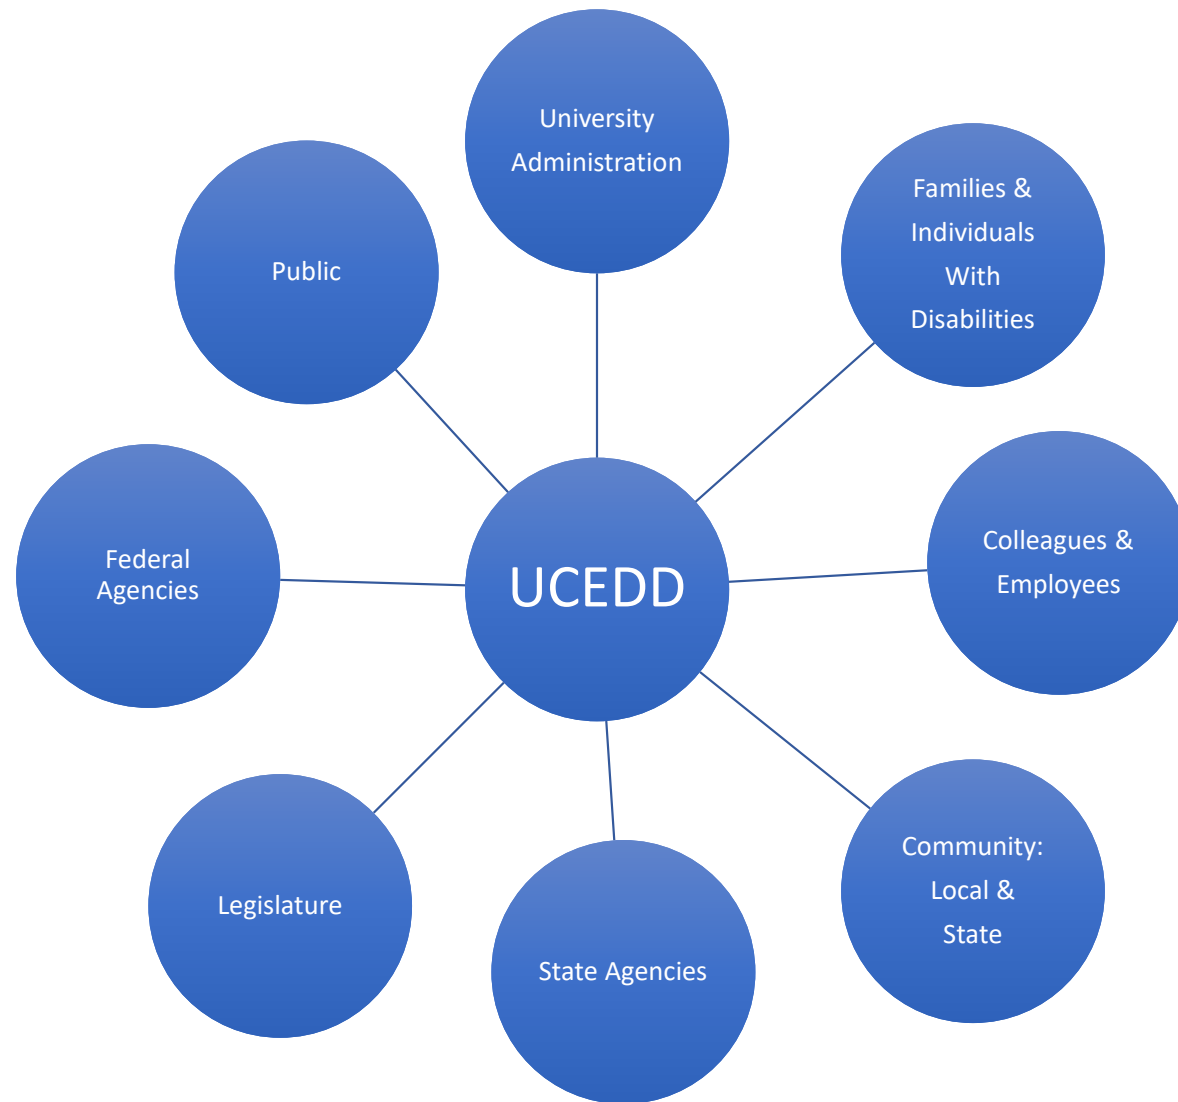 University
Administration
Families &
Individuals
With
Disabilities
Colleagues &
Employees
Community:
Local &
State
State Agencies
Legislature
Federal
Agencies
Public
UCEDD